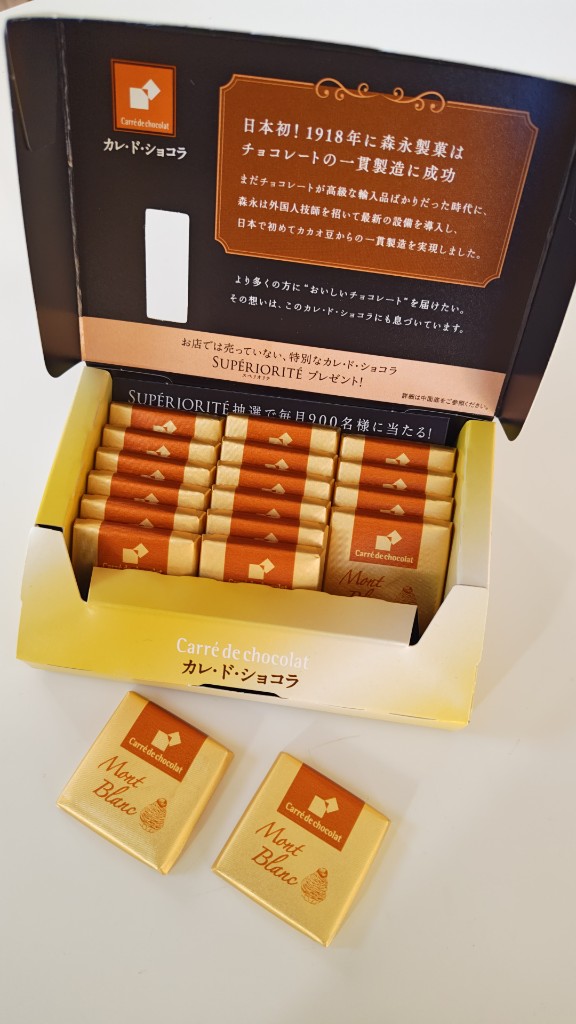 Carré de chocolat
カレ・ド・ショコラ
日本初！1918年に森永製菓は
チョコレートの一貫製造に成功
まだチョコレートが高級な輸入品ばかりだった時代に、
森永は外国人技師を招いて最新の設備を導入し、
日本で初めてカカオ豆からの一貫製造を実現しました。
より多くの方に“おいしいチョコレート”を届けたい。
その想いは、このカレ・ド・ショコラにも息づいています。
お店では売っていない、特別なカレ・ド・ショコラ
SUPÉRIORITÉ プレゼント！
スペリオリテ
詳細は中面底をご参照ください。
SUPÉRIORITÉ 抽選で毎月900名様に当たる！
Carré de chocolat
Mont
Carré de chocolat
カレ・ド・ショコラ
Carré de chocolat
Mont
Blanc
Carré de chocolat
Mont
Blanc